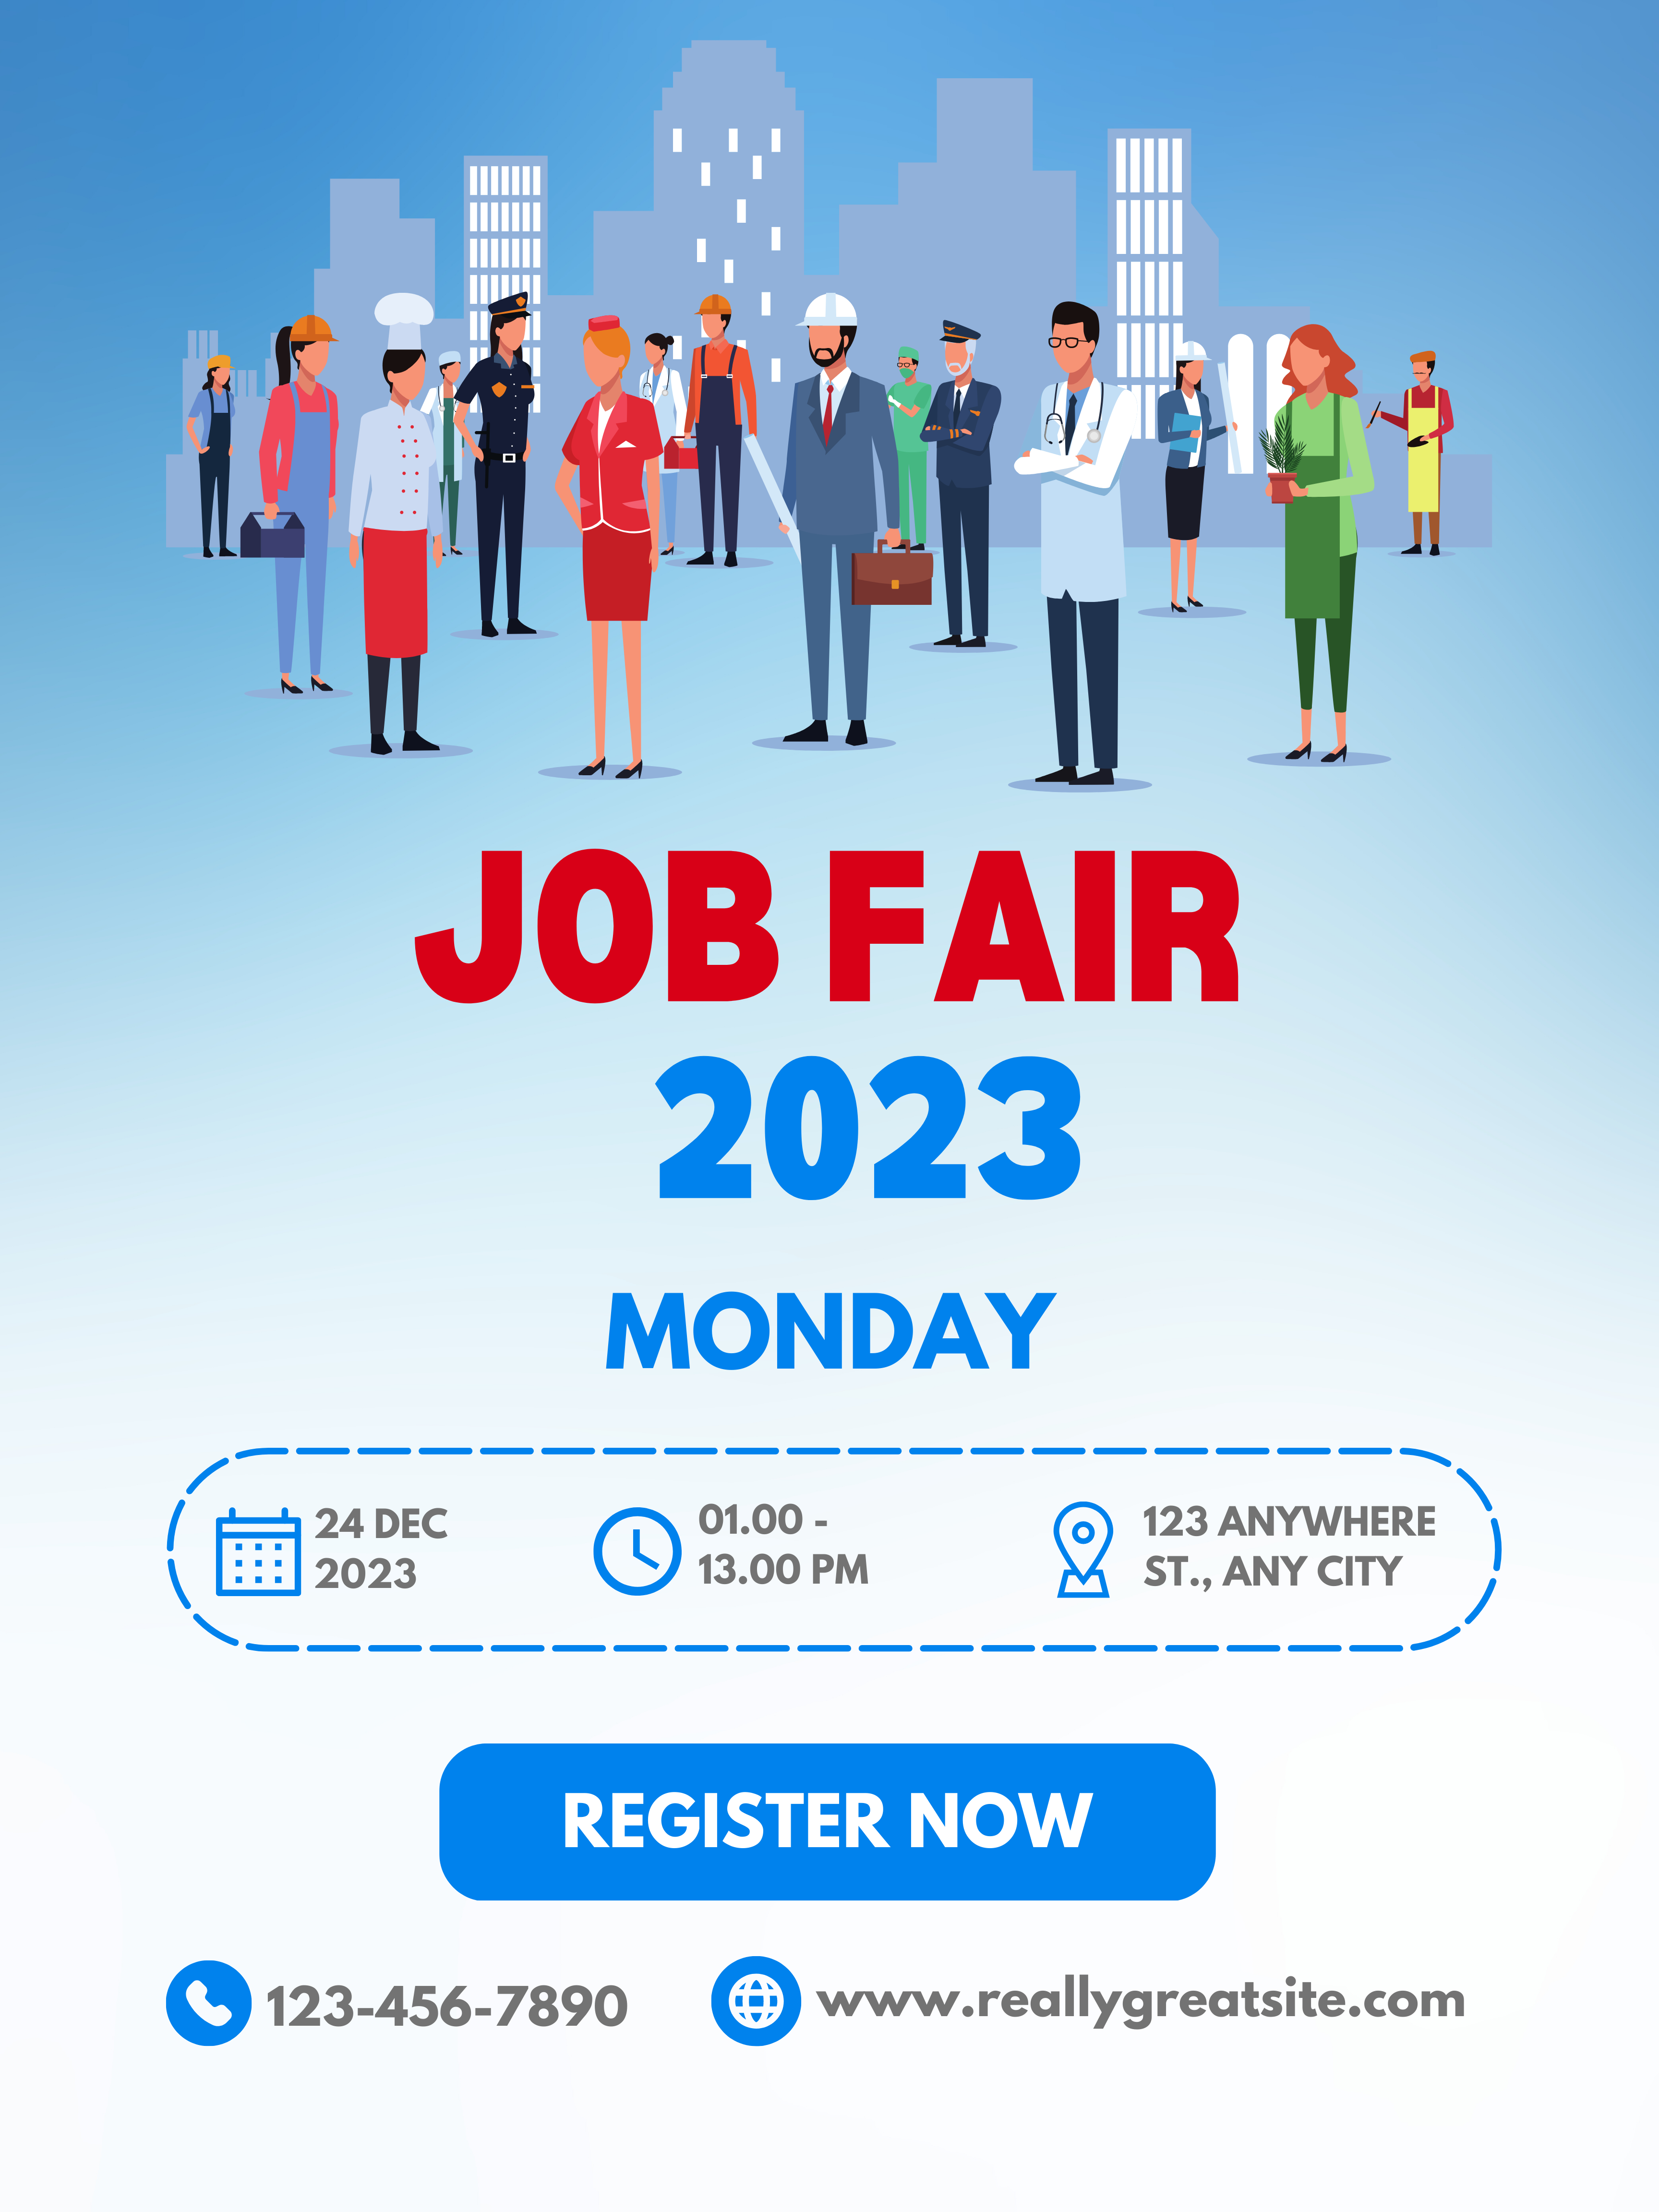 JOB FAIR
2023
MONDAY
24 DEC
2023
01.00 -
13.00 PM
123 ANYWHERE
ST., ANY CITY
REGISTER NOW
123-456-7890
www.reallygreatsite.com